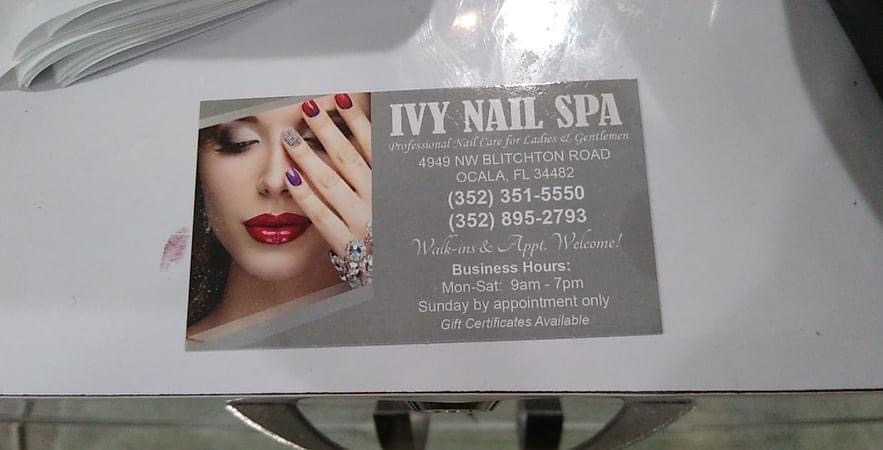 IVY NAIL SPA
Professional Nail Care for Ladies & Gentlemen
4949 NW BLITCHTON ROAD
OCALA, FL 34482
(352) 351-5550
(352) 895-2793
Walk-ins & Appt. Welcome!
Business Hours:
Mon-Sat: 9am - 7pm
Sunday by appointment only
Gift Certificates Available